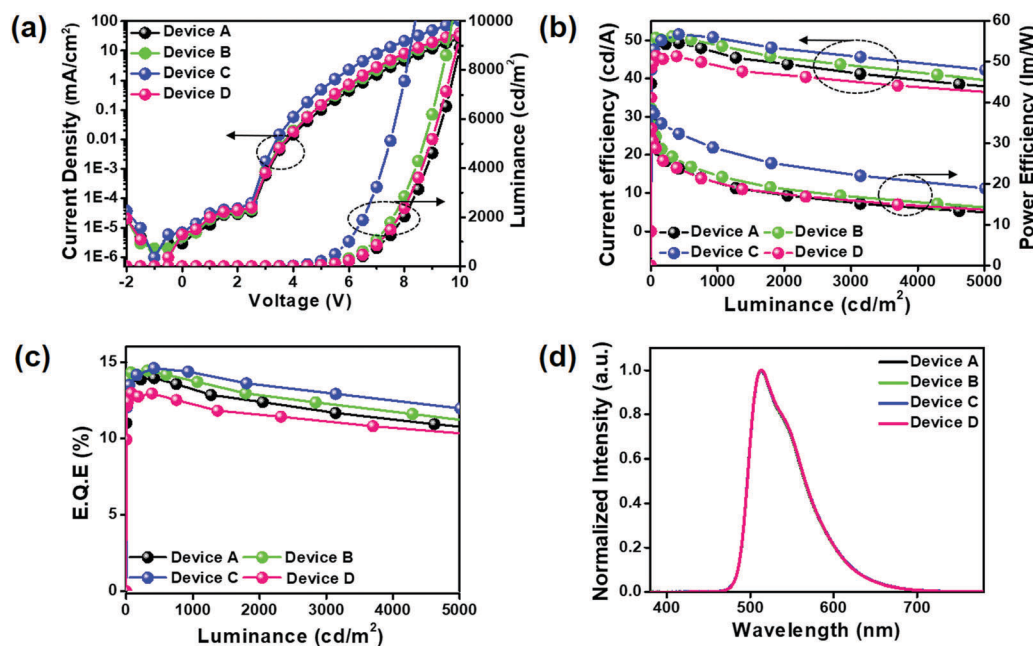 (a)
Current Density (mA/cm²)
100
10
1
0.1
0.01
1E-3
1E-4
1E-5
1E-6
Device A
Device B
Device C
Device D
10000
8000
6000
4000
2000
0
Luminance (cd/m²)
-2 0 2 4 6 8 10
Voltage (V)
(b)
Current efficiency (cd/A)
50
40
30
20
10
0
60
50
40
30
20
10
0
Power Efficiency (lm/W)
Device A Device B
Device C Device D
0 1000 2000 3000 4000 5000
Luminance (cd/m²)
(c)
E.Q.E (%)
15
10
5
0
Device A Device B
Device C Device D
0 1000 2000 3000 4000 5000
Luminance (cd/m²)
(d)
Normalized Intensity (a.u.)
1.0
0.8
0.6
0.4
0.2
0.0
Device A
Device B
Device C
Device D
400 500 600 700
Wavelength (nm)